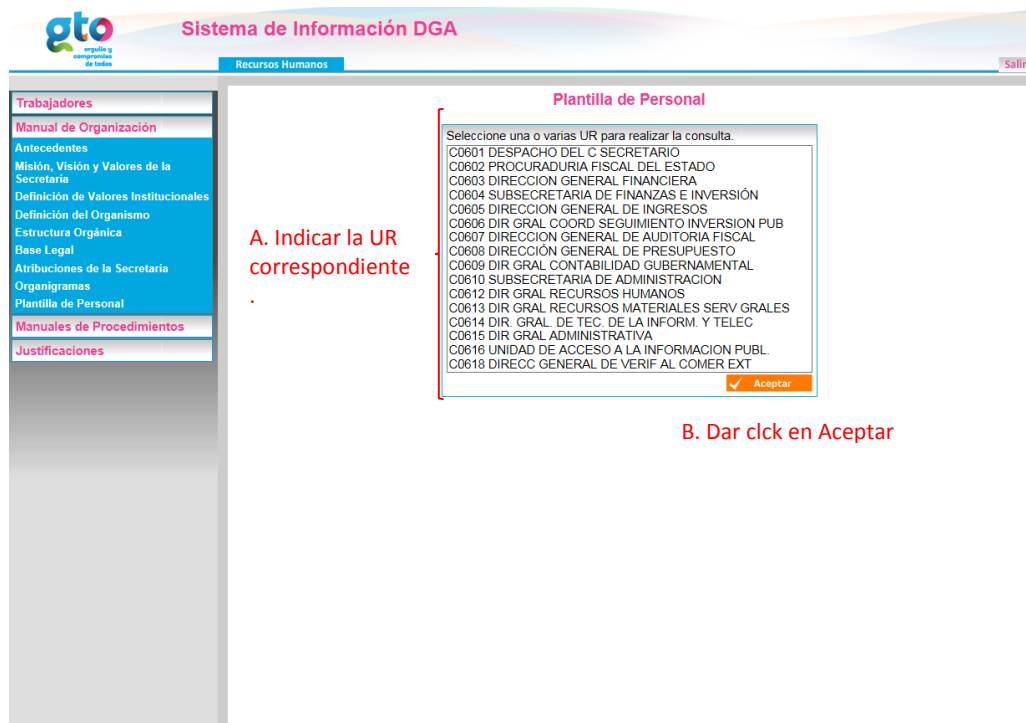 gto
orgullo y
compromiso
de todos
Sistema de Información DGA
Recursos Humanos
Salir
Trabajadores
Manual de Organización
Antecedentes
Misión, Visión y Valores de la
Secretaría
Definición de Valores Institucionales
Definición del Organismo
Estructura Orgánica
Base Legal
Atribuciones de la Secretaría
Organigramas
Plantilla de Personal
Manuales de Procedimientos
Justificaciones
Plantilla de Personal
A. Indicar la UR
correspondiente
.
Seleccione una o varias UR para realizar la consulta.
C0601 DESPACHO DEL C SECRETARIO
C0602 PROCURADURIA FISCAL DEL ESTADO
C0603 DIRECCION GENERAL FINANCIERA
C0604 SUBSECRETARIA DE FINANZAS E INVERSIÓN
C0605 DIRECCION GENERAL DE INGRESOS
C0606 DIR GRAL COORD SEGUIMIENTO INVERSION PUB
C0607 DIRECCION GENERAL DE AUDITORIA FISCAL
C0608 DIRECCIÓN GENERAL DE PRESUPUESTO
C0609 DIR GRAL CONTABILIDAD GUBERNAMENTAL
C0610 SUBSECRETARIA DE ADMINISTRACION
C0612 DIR GRAL RECURSOS HUMANOS
C0613 DIR GRAL RECURSOS MATERIALES SERV GRALES
C0614 DIR. GRAL. DE TEC. DE LA INFORM. Y TELEC
C0615 DIR GRAL ADMINISTRATIVA
C0616 UNIDAD DE ACCESO A LA INFORMACION PUBL.
C0618 DIRECC GENERAL DE VERIF AL COMER EXT
Aceptar
B. Dar clck en Aceptar